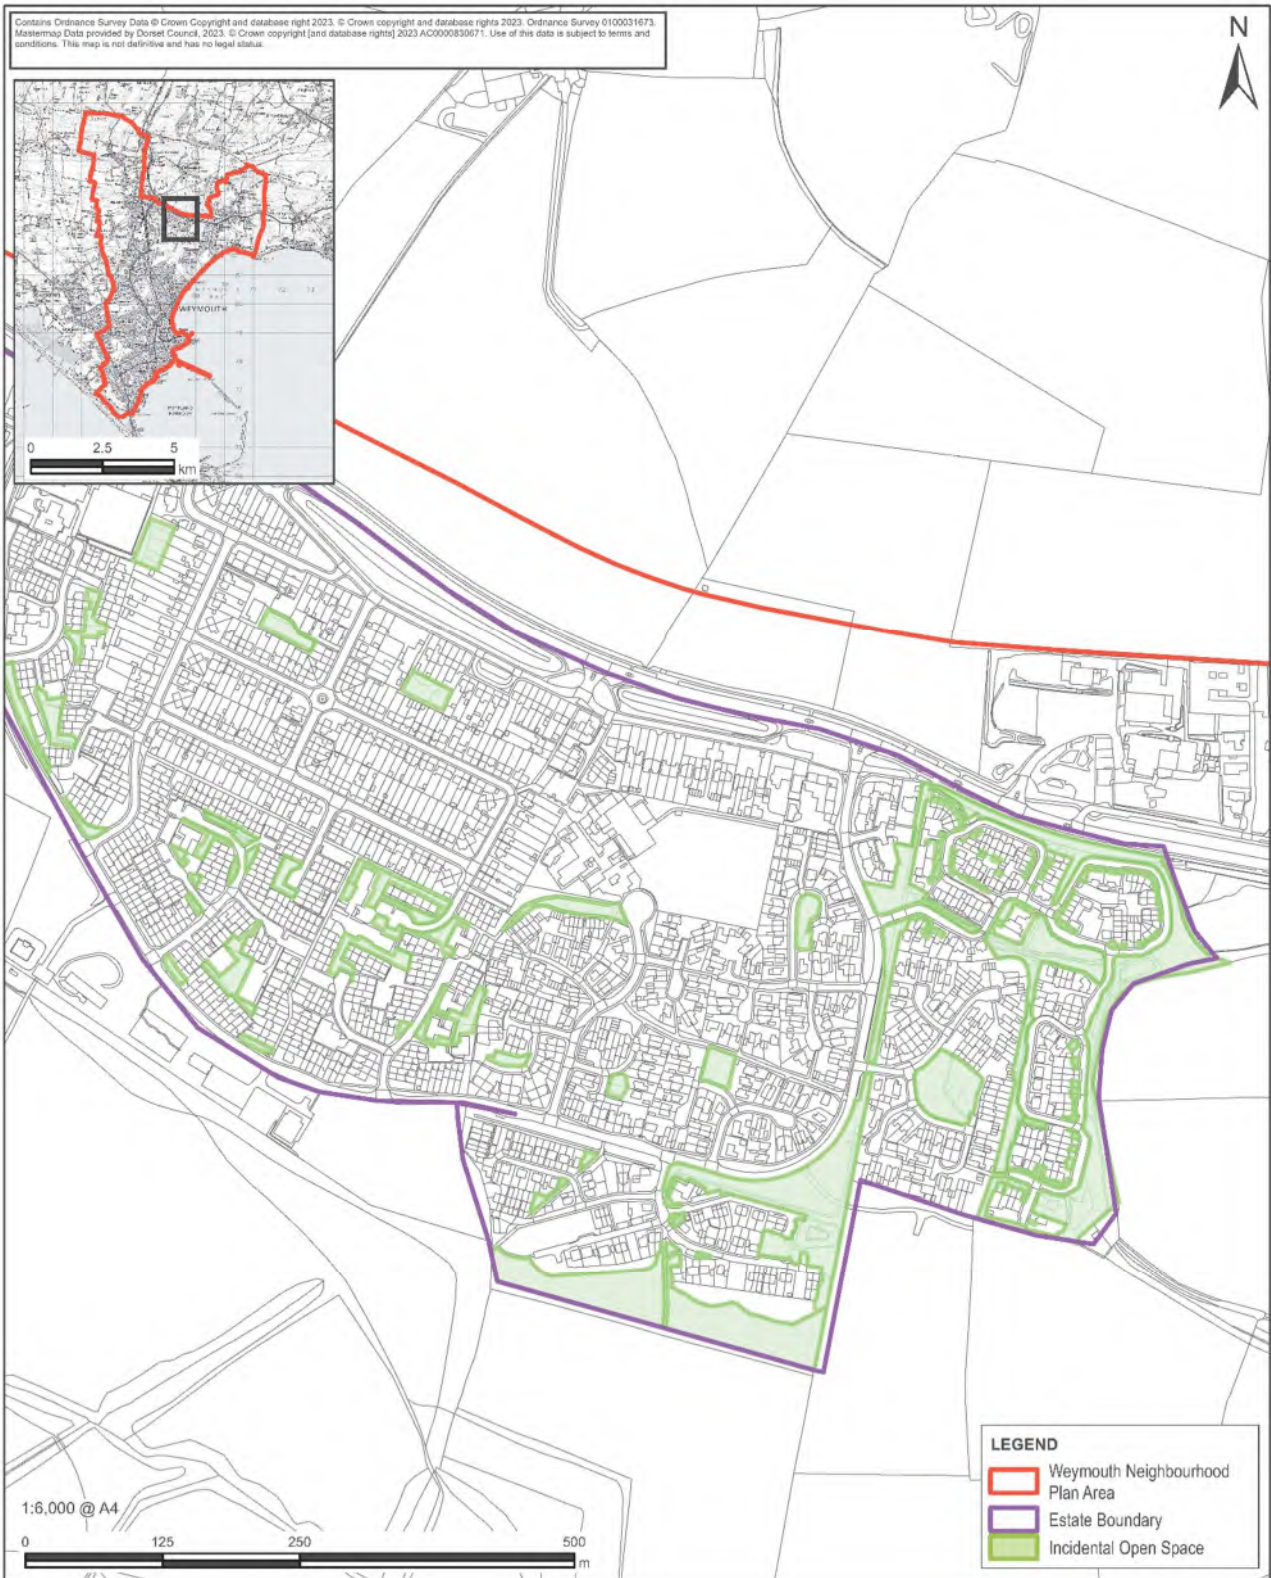 Contains Ordnance Survey Data © Crown Copyright and database right 2023. © Crown copyright and database rights 2023. Ordnance Survey 0100031673.
Mastermap Data provided by Dorset Council, 2023. © Crown copyright [and database rights] 2023 AC0000830671. Use of this data is subject to terms and
conditions. This map is not definitive and has no legal status.
N
WEYMOUTH
0 2.5 5
km
LEGEND
Weymouth Neighbourhood
Plan Area
Estate Boundary
Incidental Open Space
1:6,000 @ A4
0 125 250 500
m